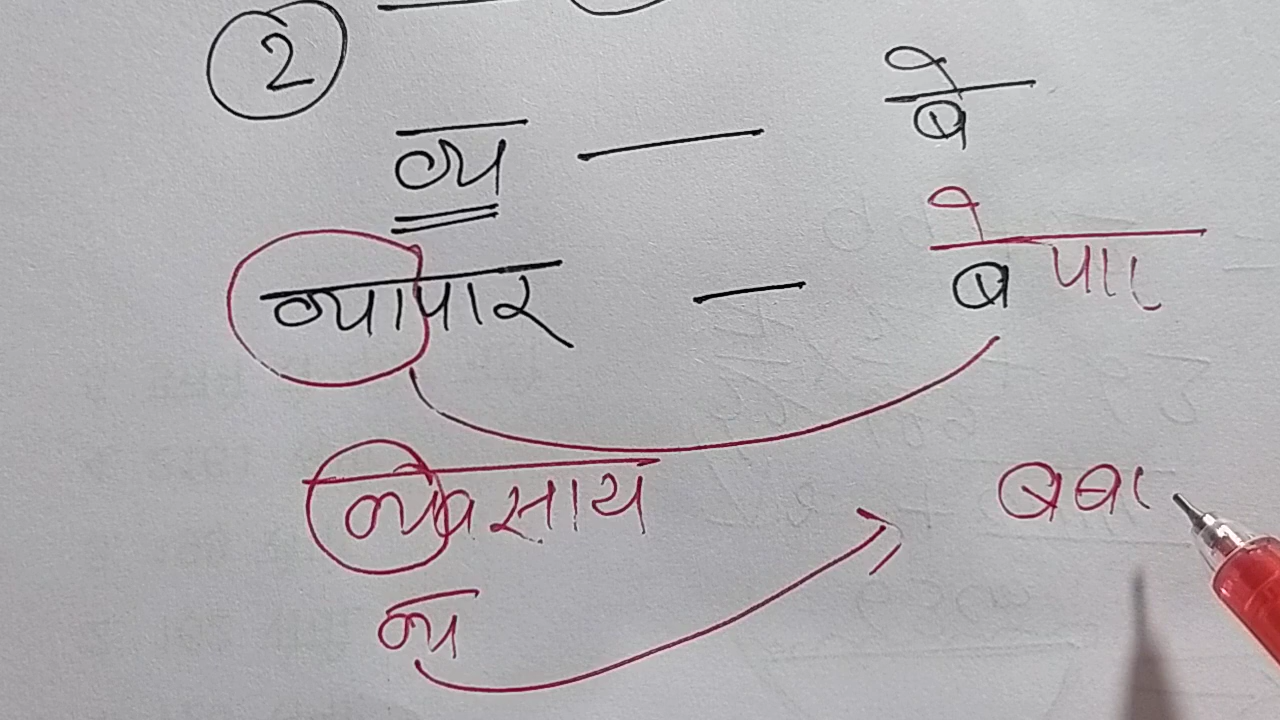 2
व्य — बे
व्यापार — बेपार
व्यवसाय बेव
व्य